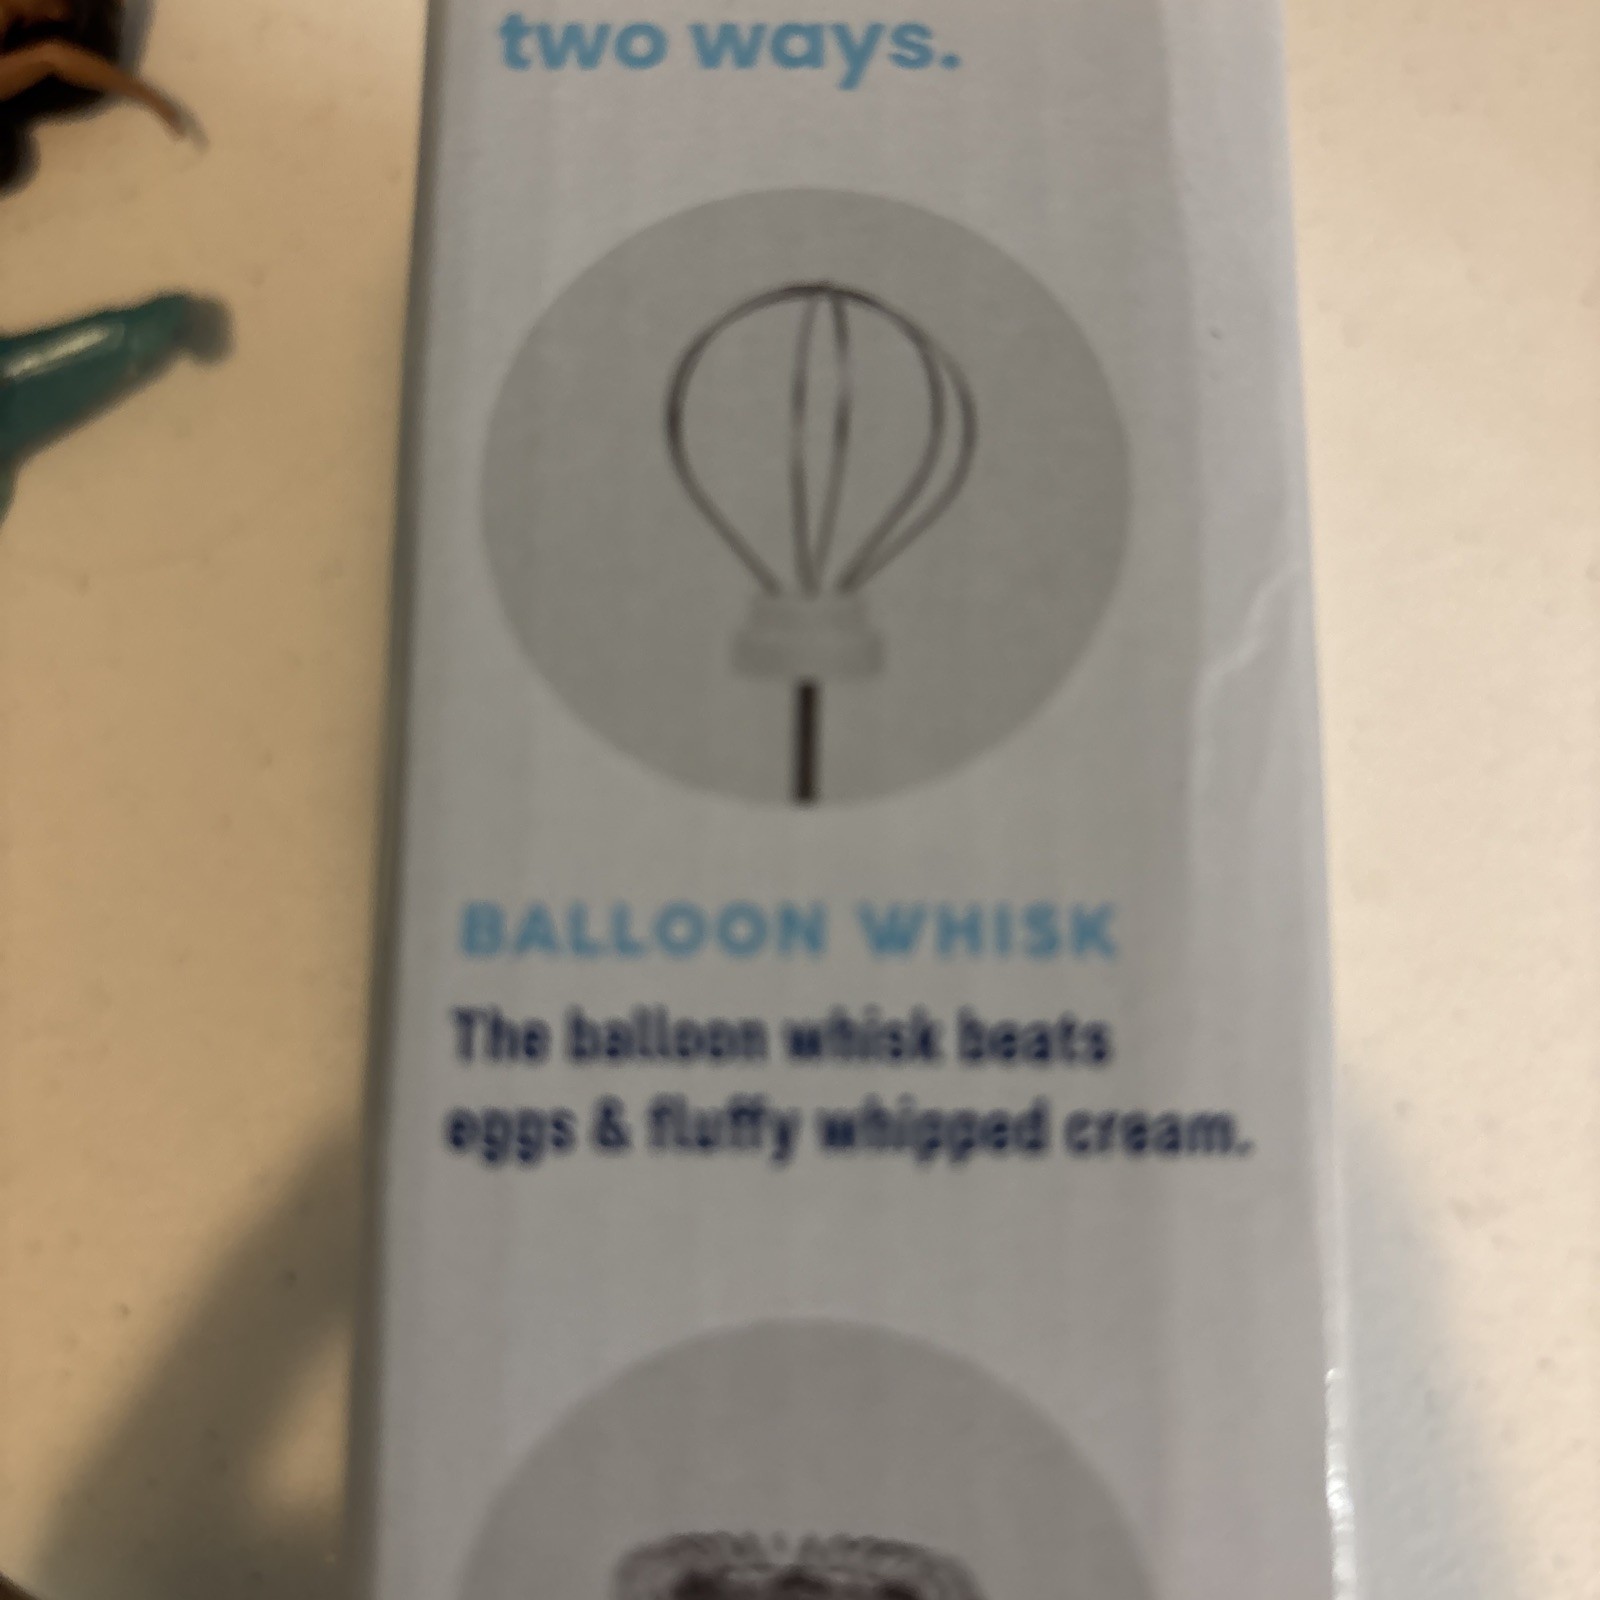 two ways.
BALLOON WHISK
The balloon whisk beats
eggs & fluffy whipped cream.